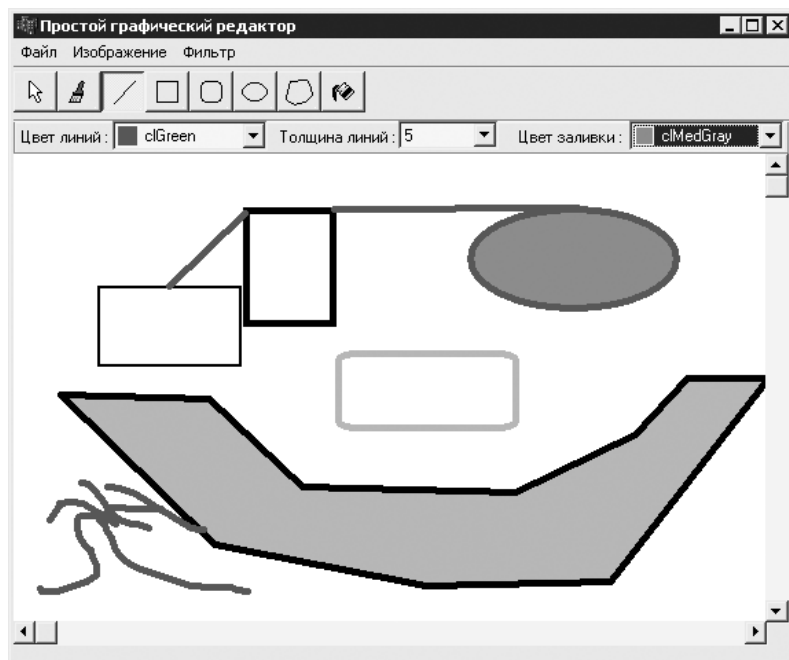 Простой графический редактор
Файл Изображение Фильтр
Цвет линий : clGreen Толщина линий : 5 Цвет заливки : clMedGray